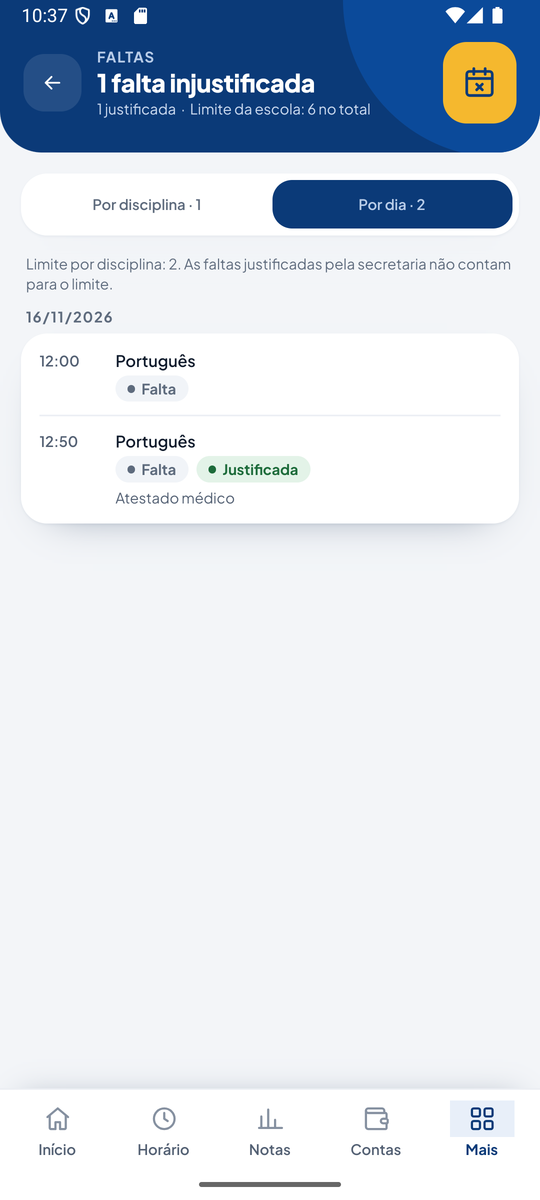 10:37
FALTAS
1 falta injustificada
1 justificada · Limite da escola: 6 no total
Por disciplina · 1
Por dia · 2
Limite por disciplina: 2. As faltas justificadas pela secretaria não contam
para o limite.
16/11/2026
12:00 Português
Falta
12:50 Português
Falta Justificada
Atestado médico
Início Horário Notas Contas Mais